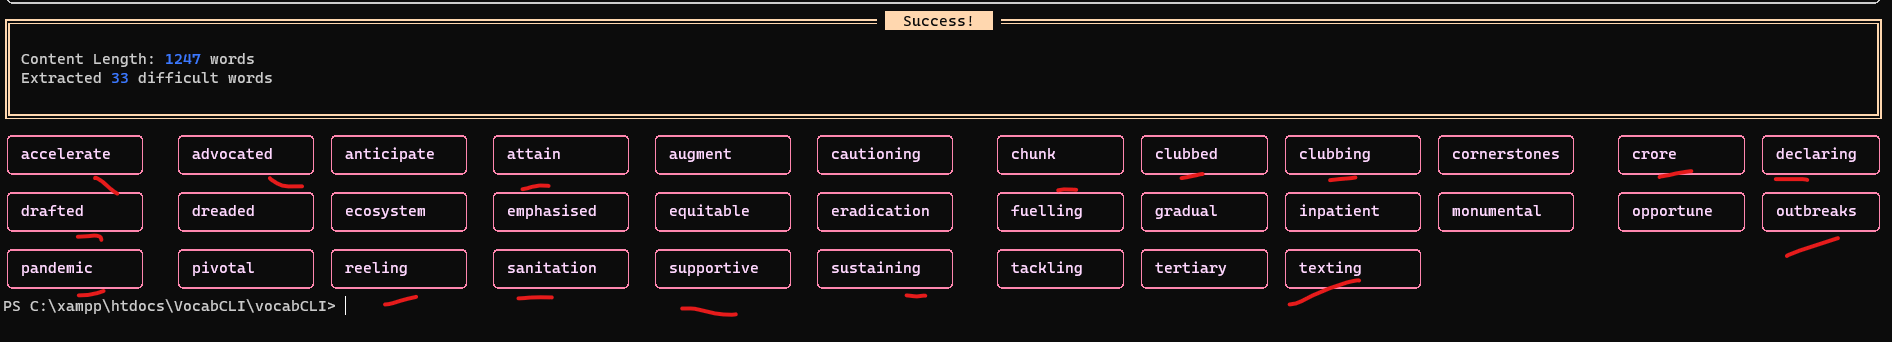 Success!
Content Length: 1247 words
Extracted 33 difficult words
accelerate advocated anticipate attain augment cautioning chunk clubbed clubbing cornerstones crore declaring
drafted dreaded ecosystem emphasised equitable eradication fuelling gradual inpatient monumental opportune outbreaks
pandemic pivotal reeling sanitation supportive sustaining tackling tertiary texting
PS C:\xampp\htdocs\VocabCLI\vocabCLI>